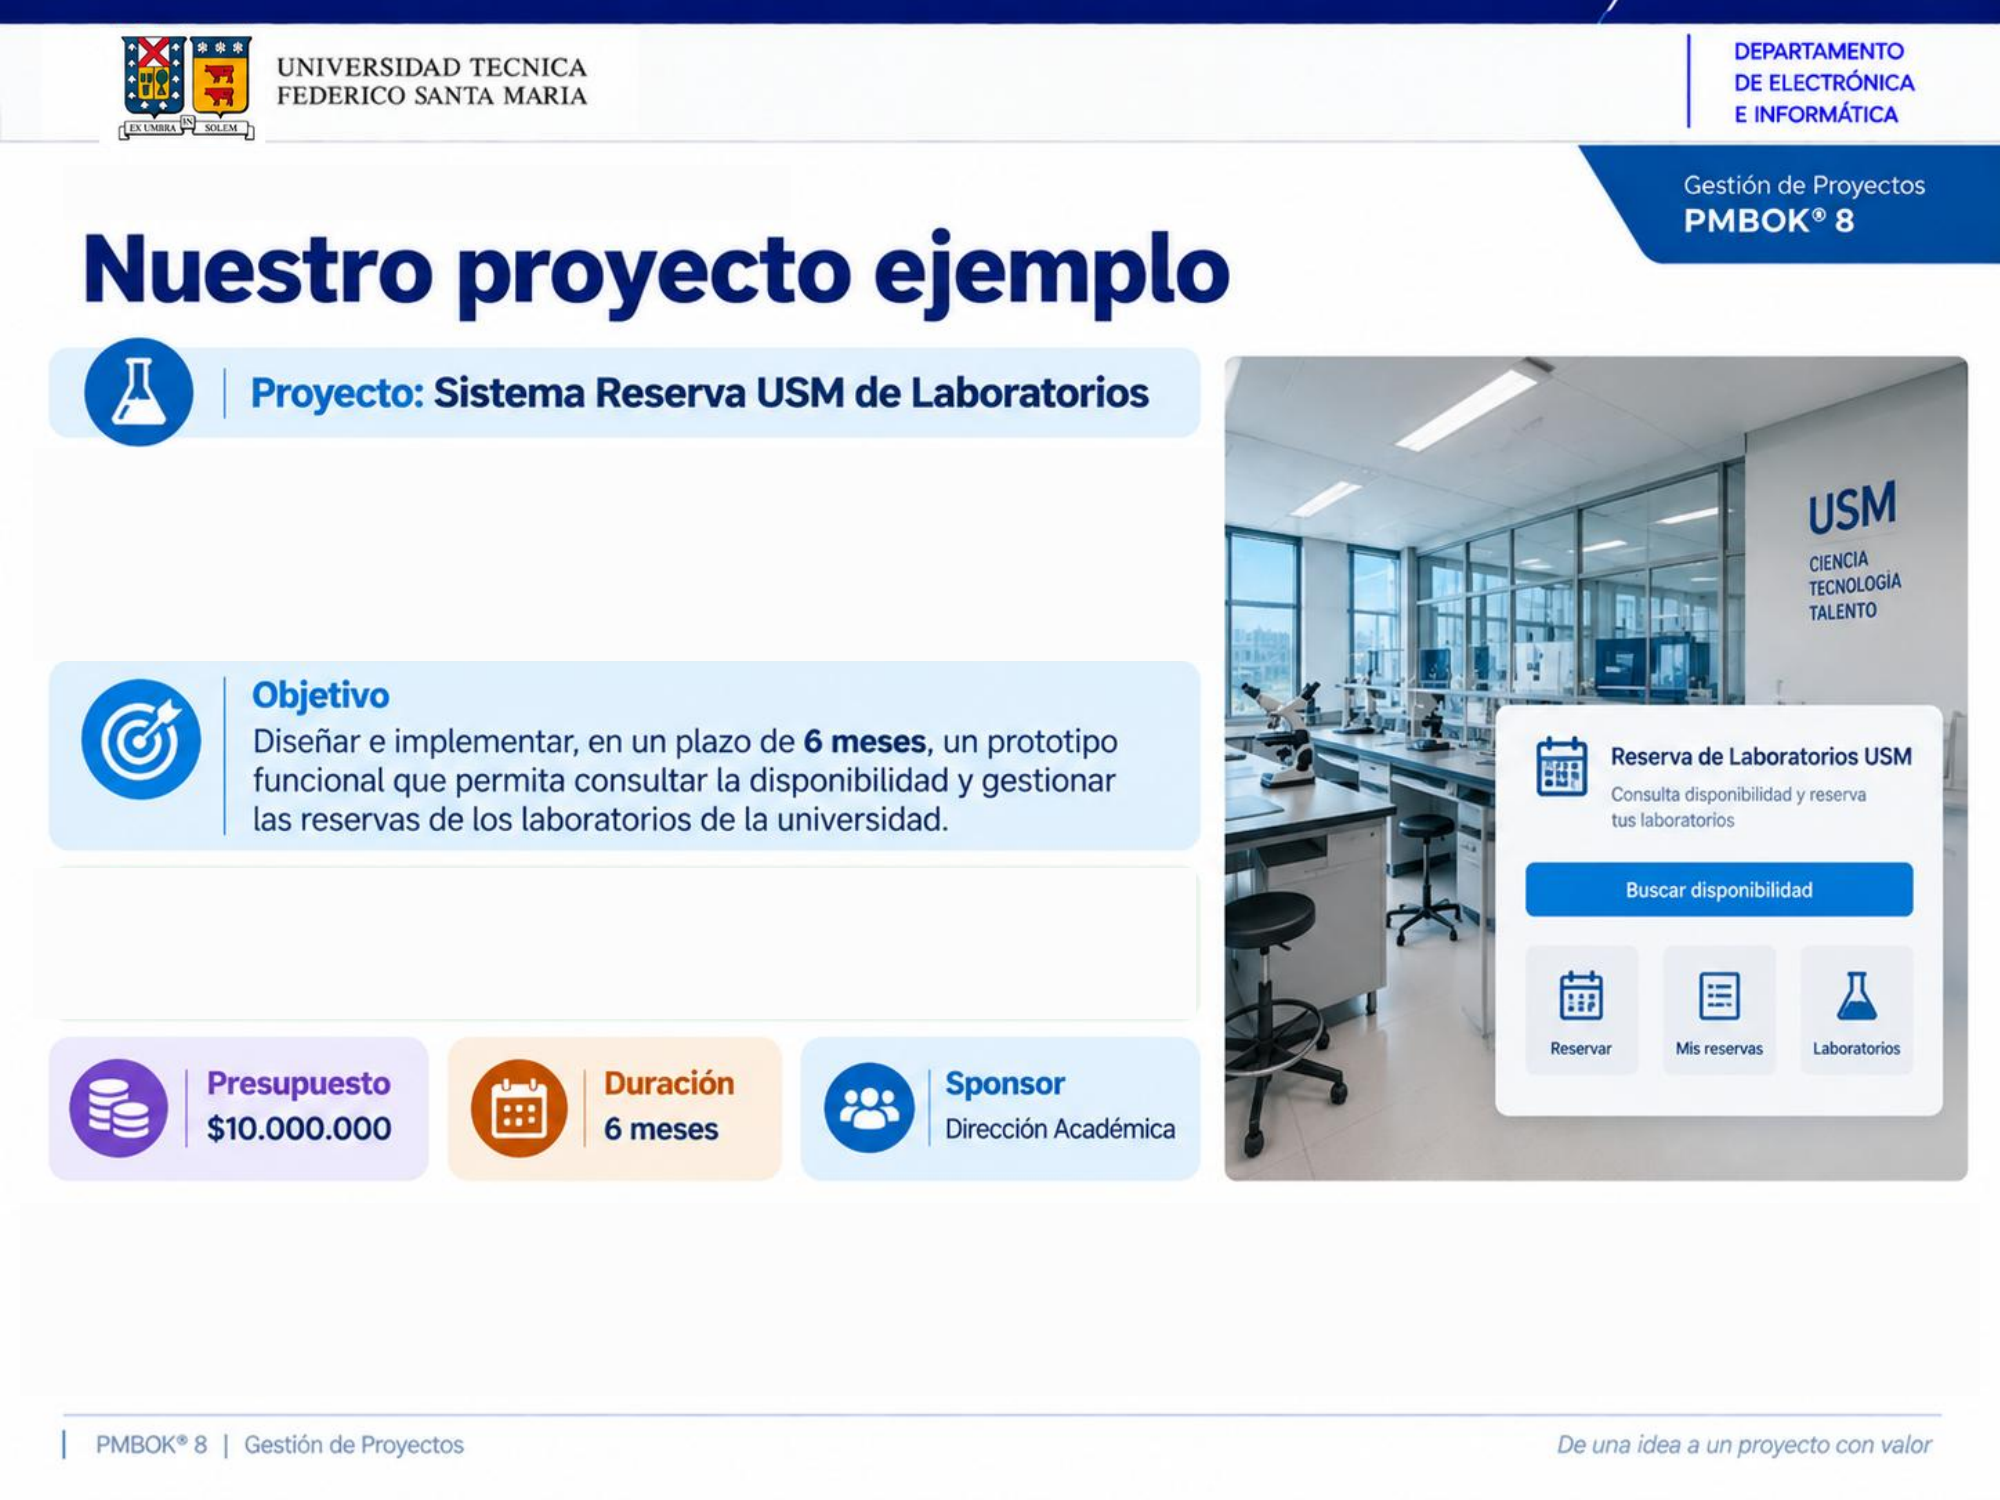 EX UMBRA IN SOLEM
UNIVERSIDAD TECNICA
FEDERICO SANTA MARIA
DEPARTAMENTO
DE ELECTRÓNICA
E INFORMÁTICA
Gestión de Proyectos
PMBOK® 8
Nuestro proyecto ejemplo
Proyecto: Sistema Reserva USM de Laboratorios
Objetivo
Diseñar e implementar, en un plazo de 6 meses, un prototipo
funcional que permita consultar la disponibilidad y gestionar
las reservas de los laboratorios de la universidad.
Presupuesto
$10.000.000
Duración
6 meses
Sponsor
Dirección Académica
USM
CIENCIA
TECNOLOGÍA
TALENTO
Reserva de Laboratorios USM
Consulta disponibilidad y reserva
tus laboratorios
Buscar disponibilidad
Reservar
Mis reservas
Laboratorios
PMBOK® 8 | Gestión de Proyectos
De una idea a un proyecto con valor